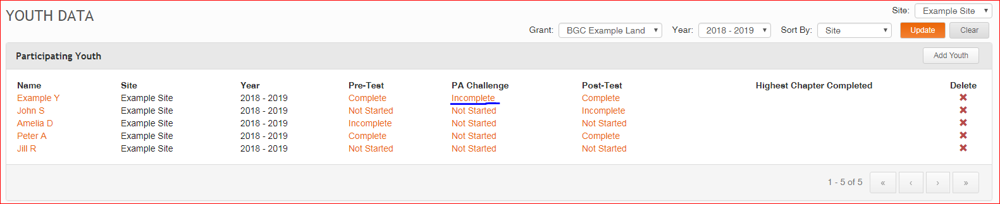 YOUTH DATA
Site: Example Site
Grant: BGC Example Land Year: 2018 - 2019 Sort By: Site Update Clear
Participating Youth Add Youth
Name Site Year Pre-Test PA Challenge Post-Test Highest Chapter Completed Delete
Example Y Example Site 2018 - 2019 Complete Incomplete Complete
John S Example Site 2018 - 2019 Not Started Not Started Incomplete
Amelia D Example Site 2018 - 2019 Incomplete Not Started Not Started
Peter A Example Site 2018 - 2019 Complete Not Started Complete
Jill R Example Site 2018 - 2019 Not Started Not Started Not Started
1 - 5 of 5 « ‹ › »